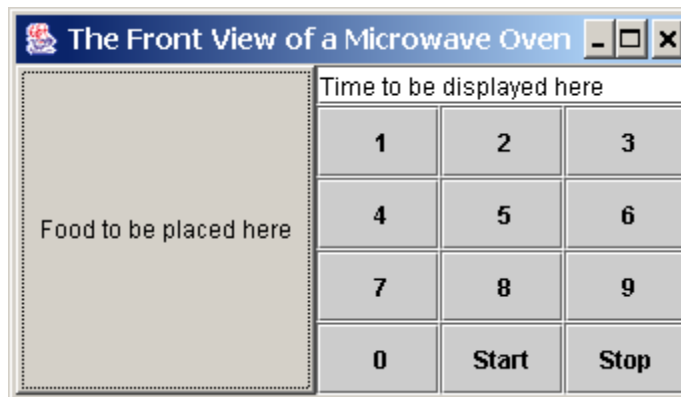 The Front View of a Microwave Oven
Food to be placed here
Time to be displayed here
1 2 3
4 5 6
7 8 9
0 Start Stop